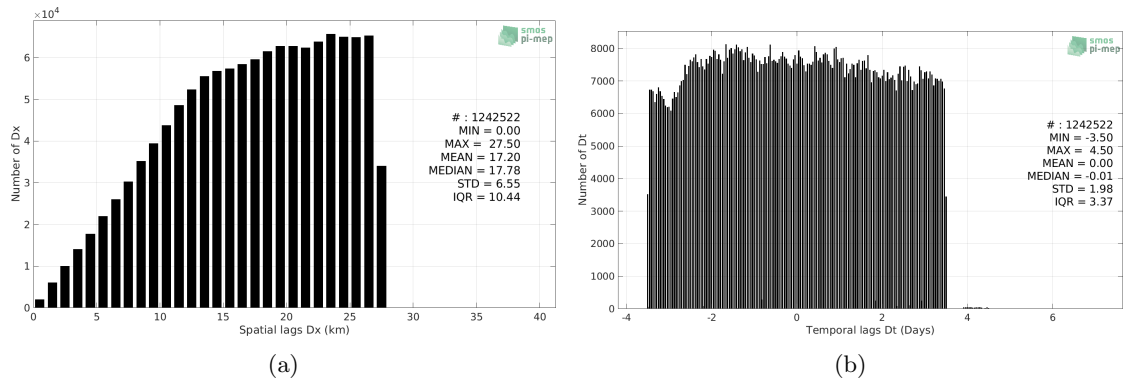 ×10⁴
smos
pi-mep
6
5
4
3
2
1
0
Number of Dx
# : 1242522
MIN = 0.00
MAX = 27.50
MEAN = 17.20
MEDIAN = 17.78
STD = 6.55
IQR = 10.44
0 5 10 15 20 25 30 35 40
Spatial lags Dx (km)
(a)
smos
pi-mep
8000
7000
6000
5000
4000
3000
2000
1000
0
Number of Dt
# : 1242522
MIN = -3.50
MAX = 4.50
MEAN = 0.00
MEDIAN = -0.01
STD = 1.98
IQR = 3.37
-4 -2 0 2 4 6
Temporal lags Dt (Days)
(b)